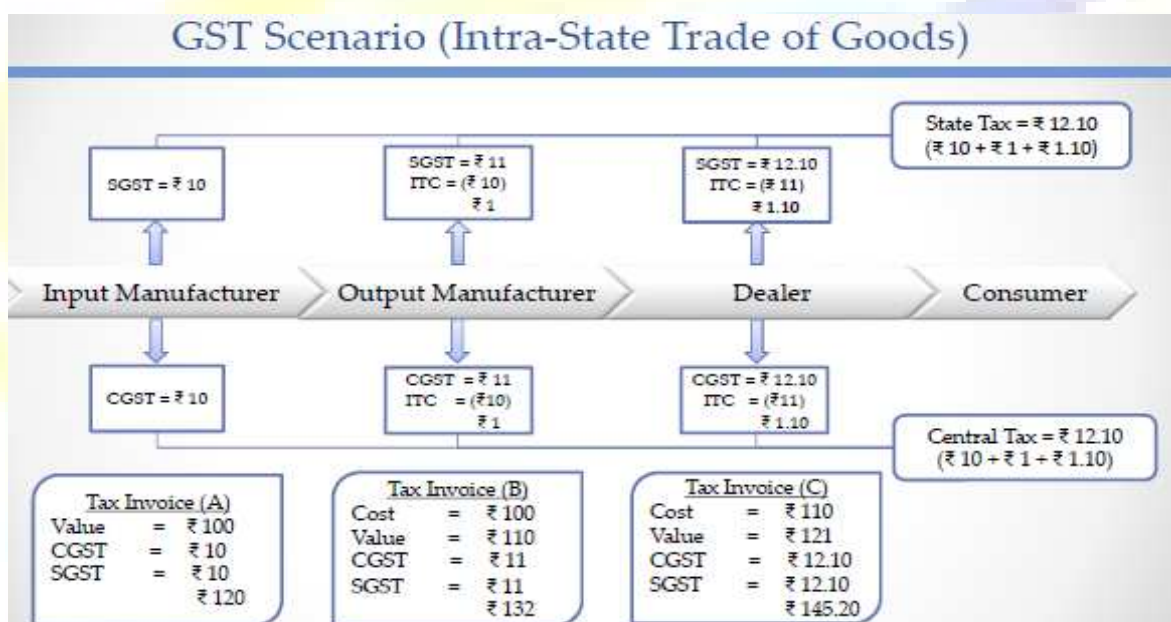 GST Scenario (Intra-State Trade of Goods)
State Tax = ₹ 12.10
(₹ 10 + ₹ 1 + ₹ 1.10)
SGST = ₹ 10
SGST = ₹ 11
ITC = (₹ 10)
₹ 1
SGST = ₹ 12.10
ITC = (₹ 11)
₹ 1.10
Input Manufacturer
Output Manufacturer
Dealer
Consumer
CGST = ₹ 10
CGST = ₹ 11
ITC = (₹10)
₹ 1
CGST = ₹ 12.10
ITC = (₹11)
₹ 1.10
Central Tax = ₹ 12.10
(₹ 10 + ₹ 1 + ₹ 1.10)
Tax Invoice (A)
Value = ₹ 100
CGST = ₹ 10
SGST = ₹ 10
₹ 120
Tax Invoice (B)
Cost = ₹ 100
Value = ₹ 110
CGST = ₹ 11
SGST = ₹ 11
₹ 132
Tax Invoice (C)
Cost = ₹ 110
Value = ₹ 121
CGST = ₹ 12.10
SGST = ₹ 12.10
₹ 145.20